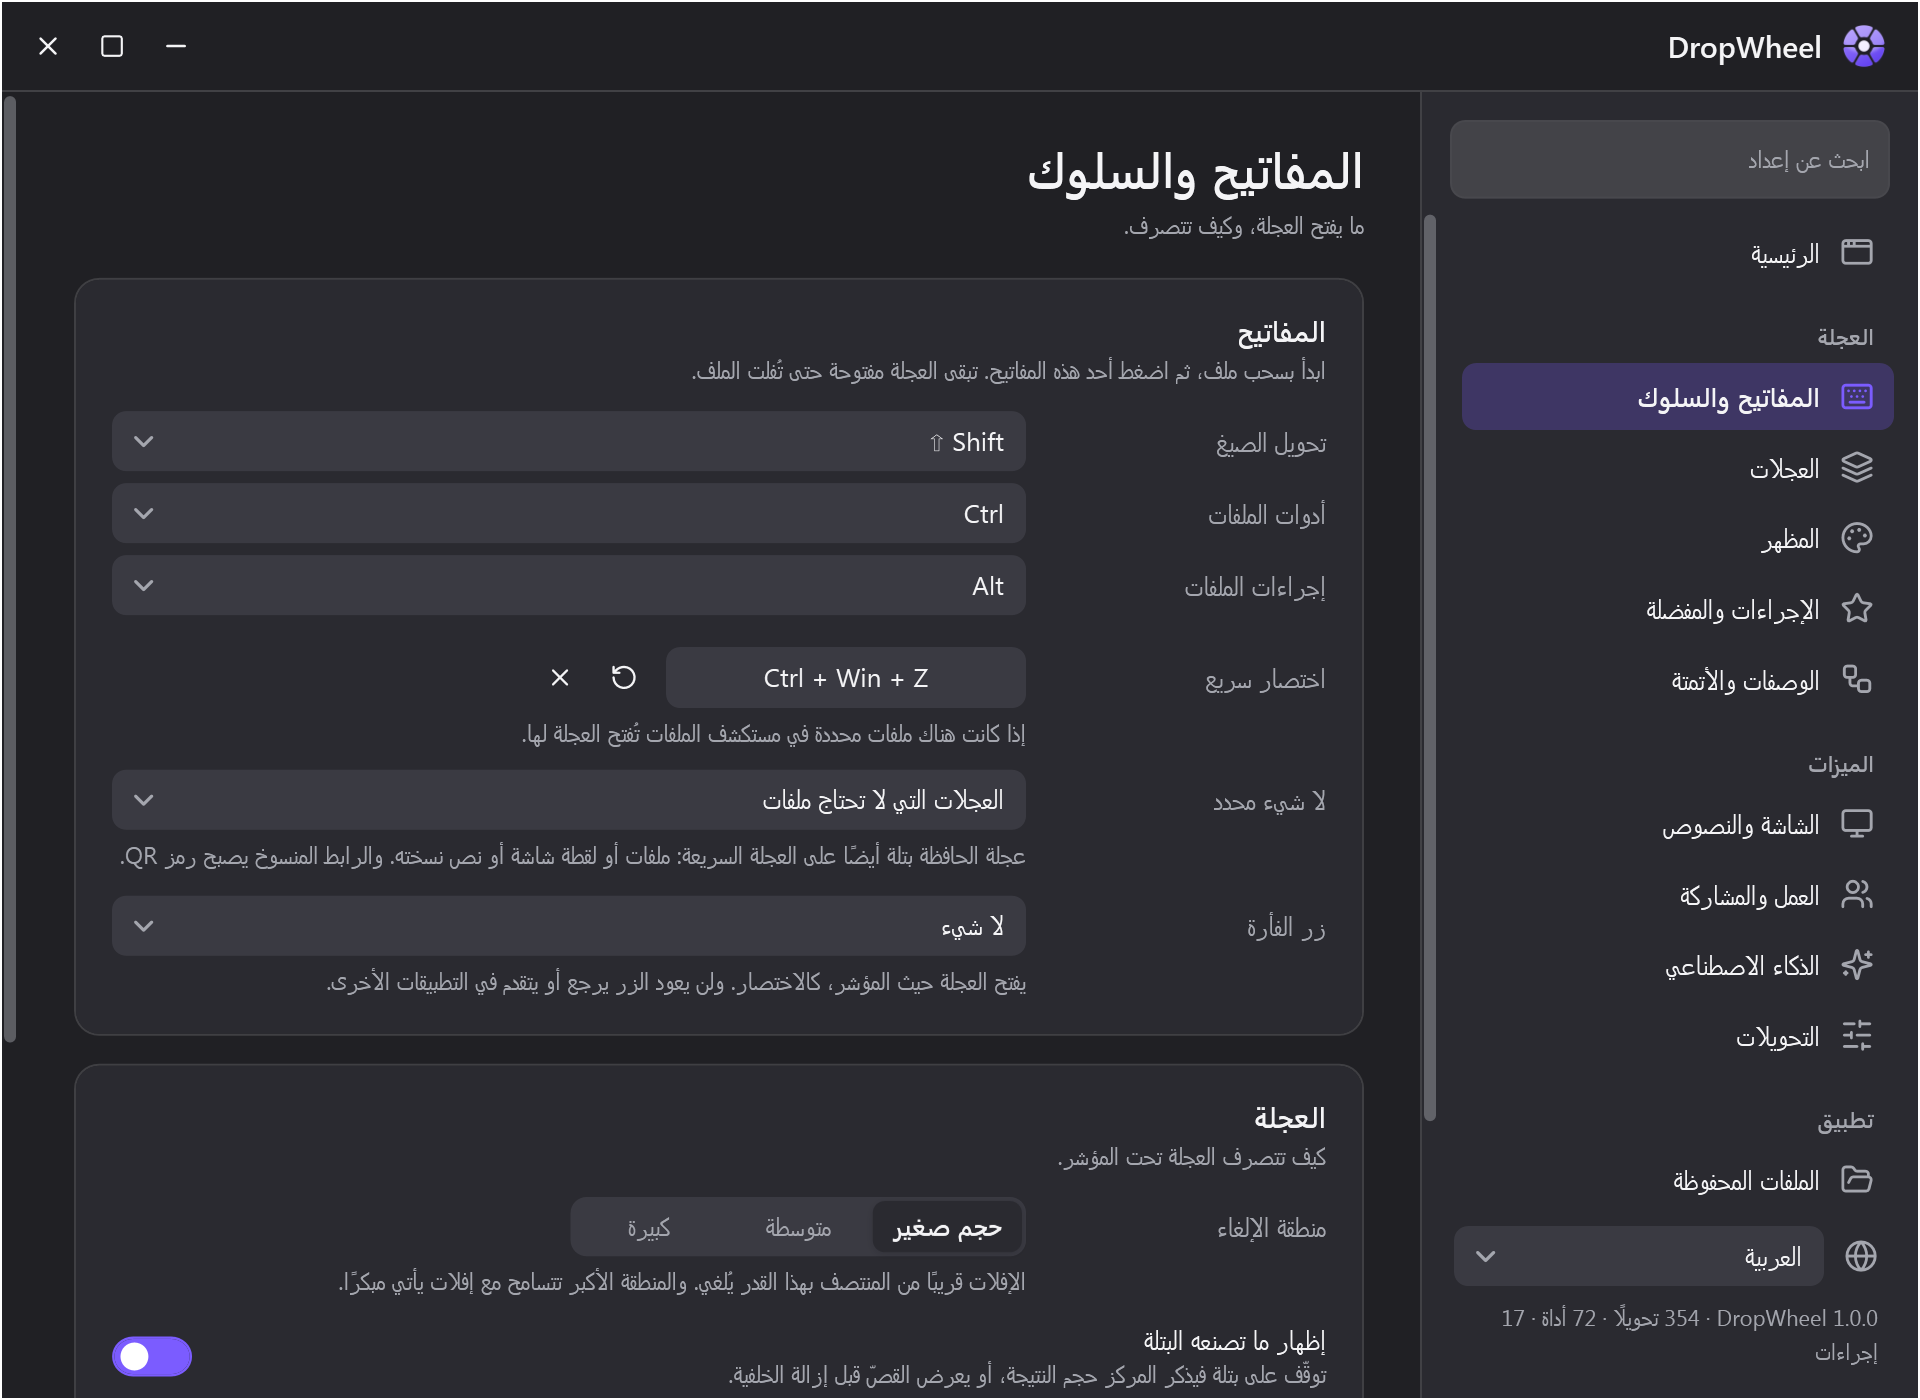 DropWheel
ابحث عن إعداد
الرئيسية
العجلة
المفاتيح والسلوك
العجلات
المظهر
الإجراءات والمفضلة
الوصفات والأتمتة
الميزات
الشاشة والنصوص
العمل والمشاركة
الذكاء الاصطناعي
التحويلات
تطبيق
الملفات المحفوظة
العربية
DropWheel 1.0.0 · 354 تحويلًا · 72 أداة · 17
إجراءات
المفاتيح والسلوك
ما يفتح العجلة، وكيف تتصرف.
المفاتيح
ابدأ بسحب ملف، ثم اضغط أحد هذه المفاتيح. تبقى العجلة مفتوحة حتى تُفلت الملف.
تحويل الصيغ
Shift ⇧
أدوات الملفات
Ctrl
إجراءات الملفات
Alt
اختصار سريع
Ctrl + Win + Z
إذا كانت هناك ملفات محددة في مستكشف الملفات تُفتح العجلة لها.
لا شيء محدد
العجلات التي لا تحتاج ملفات
عجلة الحافظة بتلة أيضًا على العجلة السريعة: ملفات أو لقطة شاشة أو نص نسخته. والرابط المنسوخ يصبح رمز QR.
زر الفأرة
لا شيء
يفتح العجلة حيث المؤشر، كالاختصار. ولن يعود الزر يرجع أو يتقدم في التطبيقات الأخرى.
العجلة
كيف تتصرف العجلة تحت المؤشر.
منطقة الإلغاء
حجم صغير
متوسطة
كبيرة
الإفلات قريبًا من المنتصف بهذا القدر يُلغي. والمنطقة الأكبر تتسامح مع إفلات يأتي مبكرًا.
إظهار ما تصنعه البتلة
توقّف على بتلة فيذكر المركز حجم النتيجة، أو يعرض القصّ قبل إزالة الخلفية.